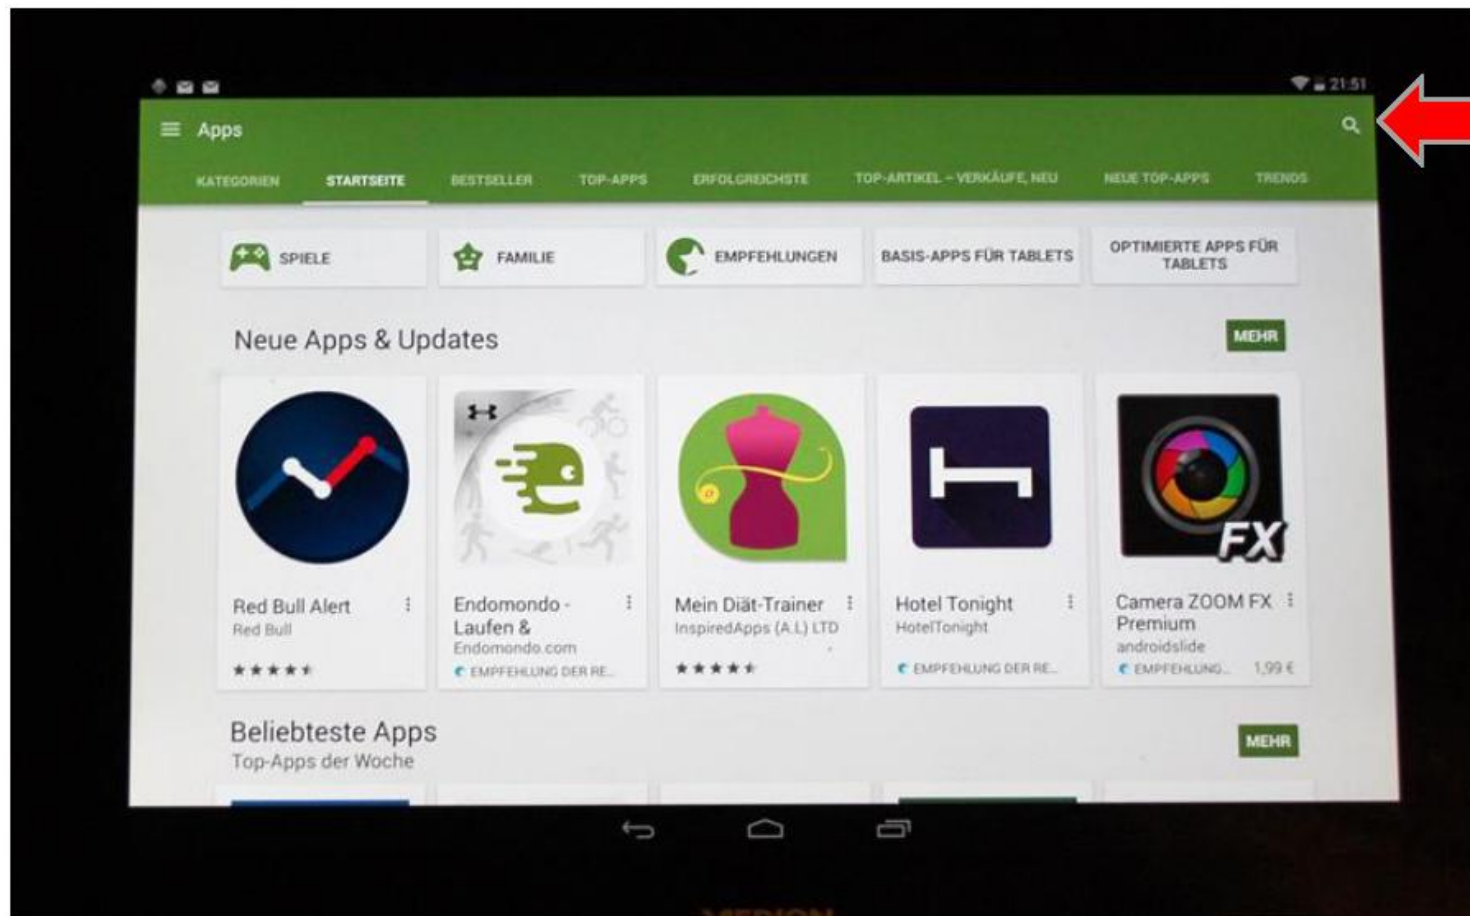 21:51
Apps
KATEGORIEN STARTSEITE BESTSELLER TOP-APPS ERFOLGREICHSTE TOP-ARTIKEL – VERKÄUFE, NEU NEUE TOP-APPS TRENDS
SPIELE FAMILIE EMPFEHLUNGEN BASIS-APPS FÜR TABLETS OPTIMIERTE APPS FÜR
TABLETS
Neue Apps & Updates MEHR
FX
Red Bull Alert
Red Bull
Endomondo -
Laufen &
Endomondo.com
EMPFEHLUNG DER RE...
Mein Diät-Trainer
InspiredApps (A.L) LTD
Hotel Tonight
HotelTonight
EMPFEHLUNG DER RE...
Camera ZOOM FX
Premium
androidslide
EMPFEHLUNG... 1,99 €
Beliebteste Apps MEHR
Top-Apps der Woche